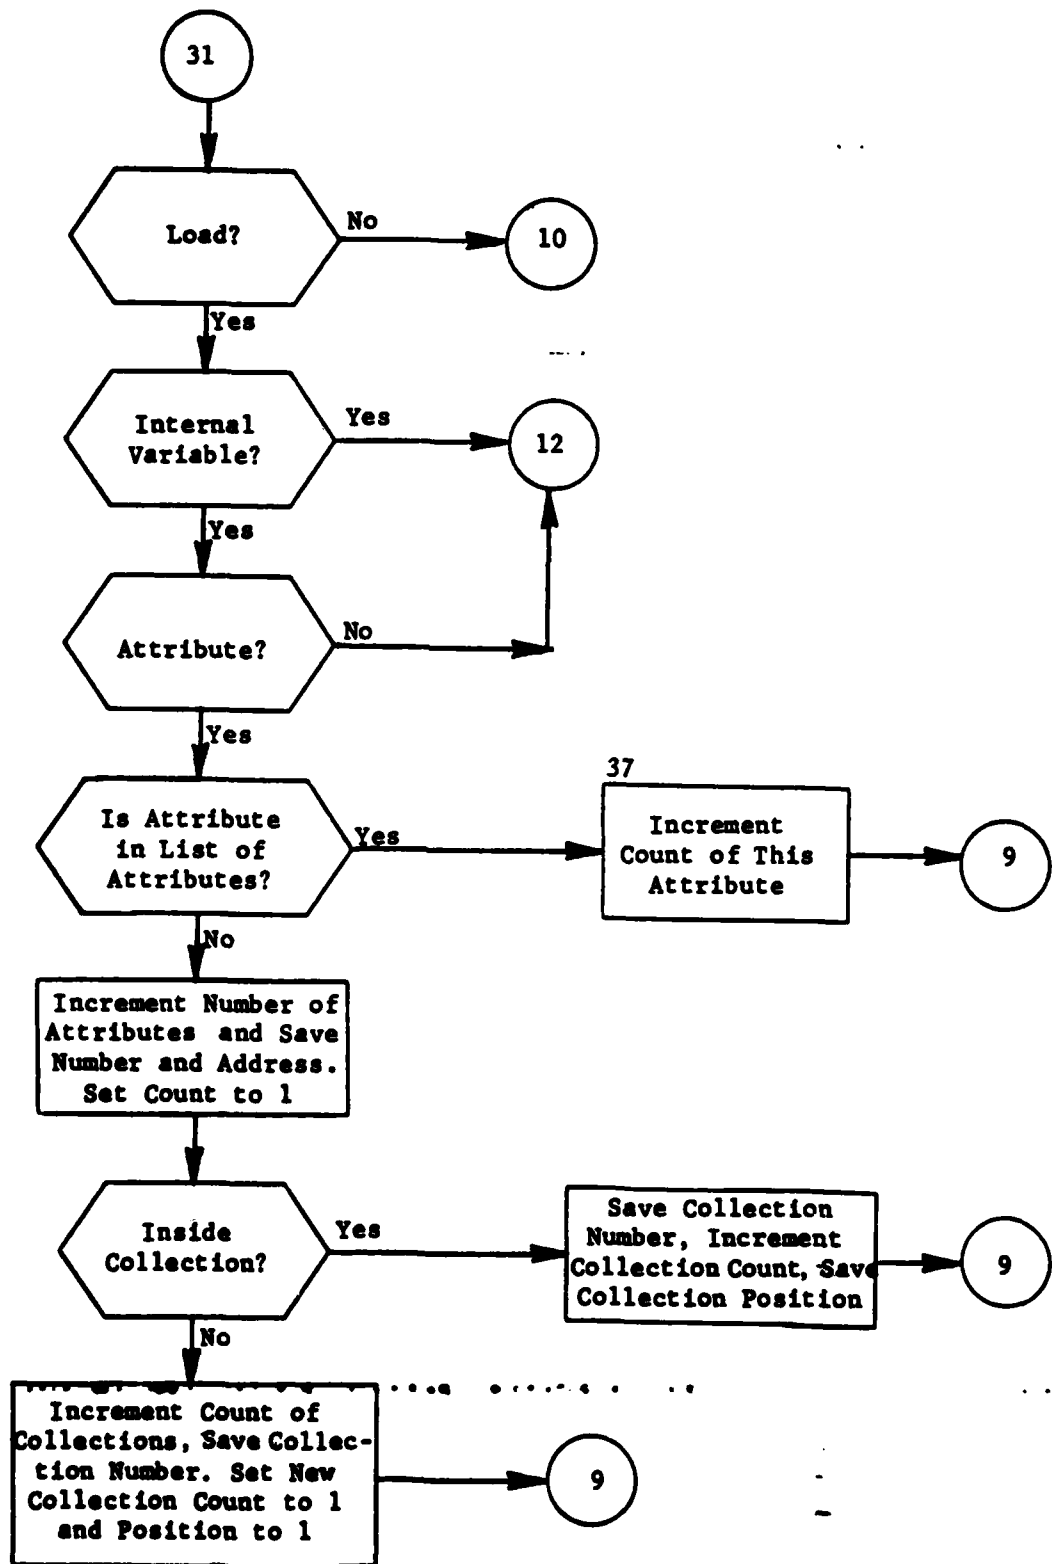 31
Load?
No
10
Yes
Internal
Variable?
Yes
12
Yes
Attribute?
No
Yes
Is Attribute
in List of
Attributes?
Yes
37
Increment
Count of This
Attribute
9
No
Increment Number of
Attributes and Save
Number and Address.
Set Count to 1
Inside
Collection?
Yes
Save Collection
Number, Increment
Collection Count, Save
Collection Position
9
No
Increment Count of
Collections, Save Collec-
tion Number. Set New
Collection Count to 1
and Position to 1
9